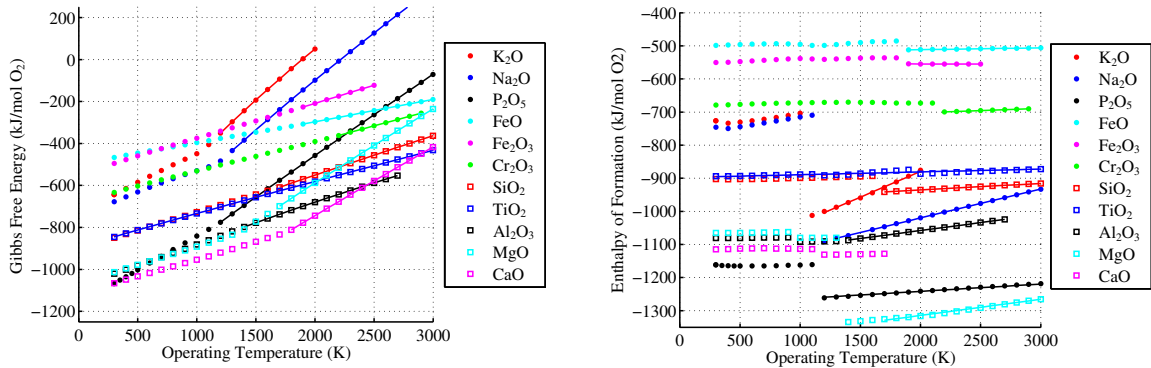 200
0
−200
−400
−600
−800
−1000
−1200
0
500
1000
1500
2000
2500
3000
Operating Temperature (K)
Gibbs Free Energy (kJ/mol O₂)
K₂O
Na₂O
P₂O₅
FeO
Fe₂O₃
Cr₂O₃
SiO₂
TiO₂
Al₂O₃
MgO
CaO
−400
−500
−600
−700
−800
−900
−1000
−1100
−1200
−1300
0
500
1000
1500
2000
2500
3000
Operating Temperature (K)
Enthalpy of Formation (kJ/mol O2)
K₂O
Na₂O
P₂O₅
FeO
Fe₂O₃
Cr₂O₃
SiO₂
TiO₂
Al₂O₃
MgO
CaO